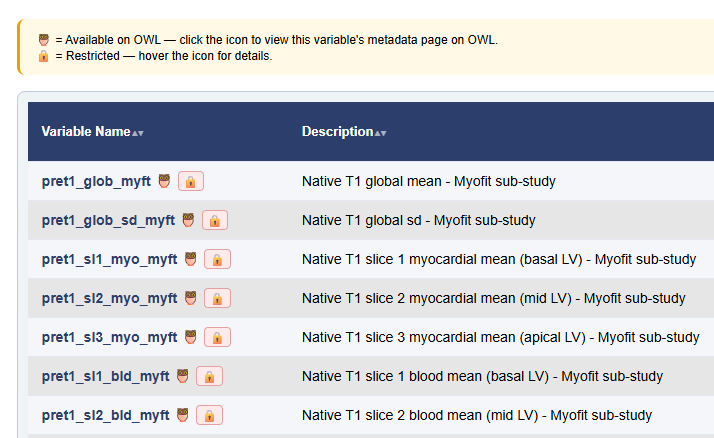 = Available on OWL — click the icon to view this variable's metadata page on OWL.
= Restricted — hover the icon for details.
Variable Name▲▼ Description▲▼
pret1_glob_myft Native T1 global mean - Myofit sub-study
pret1_glob_sd_myft Native T1 global sd - Myofit sub-study
pret1_sl1_myo_myft Native T1 slice 1 myocardial mean (basal LV) - Myofit sub-study
pret1_sl2_myo_myft Native T1 slice 2 myocardial mean (mid LV) - Myofit sub-study
pret1_sl3_myo_myft Native T1 slice 3 myocardial mean (apical LV) - Myofit sub-study
pret1_sl1_bld_myft Native T1 slice 1 blood mean (basal LV) - Myofit sub-study
pret1_sl2_bld_myft Native T1 slice 2 blood mean (mid LV) - Myofit sub-study